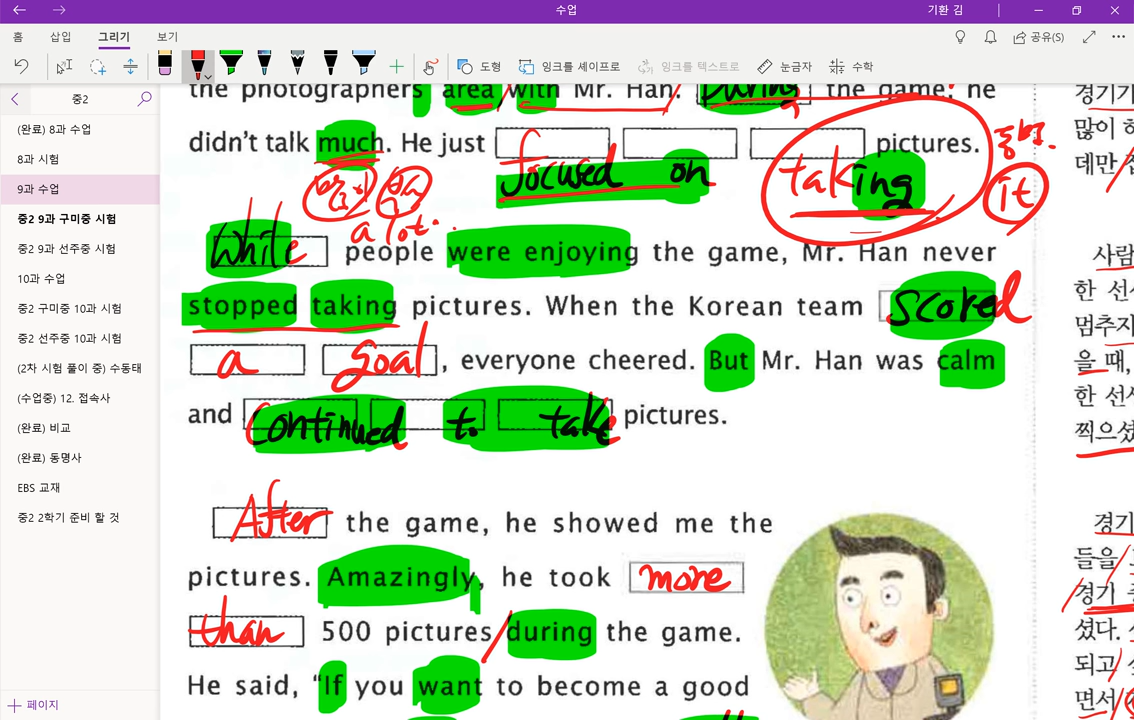 수업
기환 김
홈 삽입 그리기 보기
공유(S)
도형 잉크를 셰이프로 잉크를 텍스트로 눈금자 수학
중2
(완료) 8과 수업
8과 시험
9과 수업
중2 9과 구미중 시험
중2 9과 선주중 시험
10과 수업
중2 구미중 10과 시험
중2 선주중 10과 시험
(2차 시험 풀이 중) 수동태
(수업중) 12. 접속사
(완료) 비교
(완료) 동명사
EBS 교재
중2 2학기 준비 할 것
페이지
the photographers area with Mr. Han. During the game, he
didn't talk much. He just focused on taking pictures.
a lot.
it
While people were enjoying the game, Mr. Han never
stopped taking pictures. When the Korean team scored
a goal, everyone cheered. But Mr. Han was calm
and continued to take pictures.
After the game, he showed me the
pictures. Amazingly, he took more
than 500 pictures during the game.
He said, "If you want to become a good
경기
많이
데만
사람
한 선
멈추지
을 때,
한 선
찍으셨
경기
들을
경기
셨다.
되고
면서